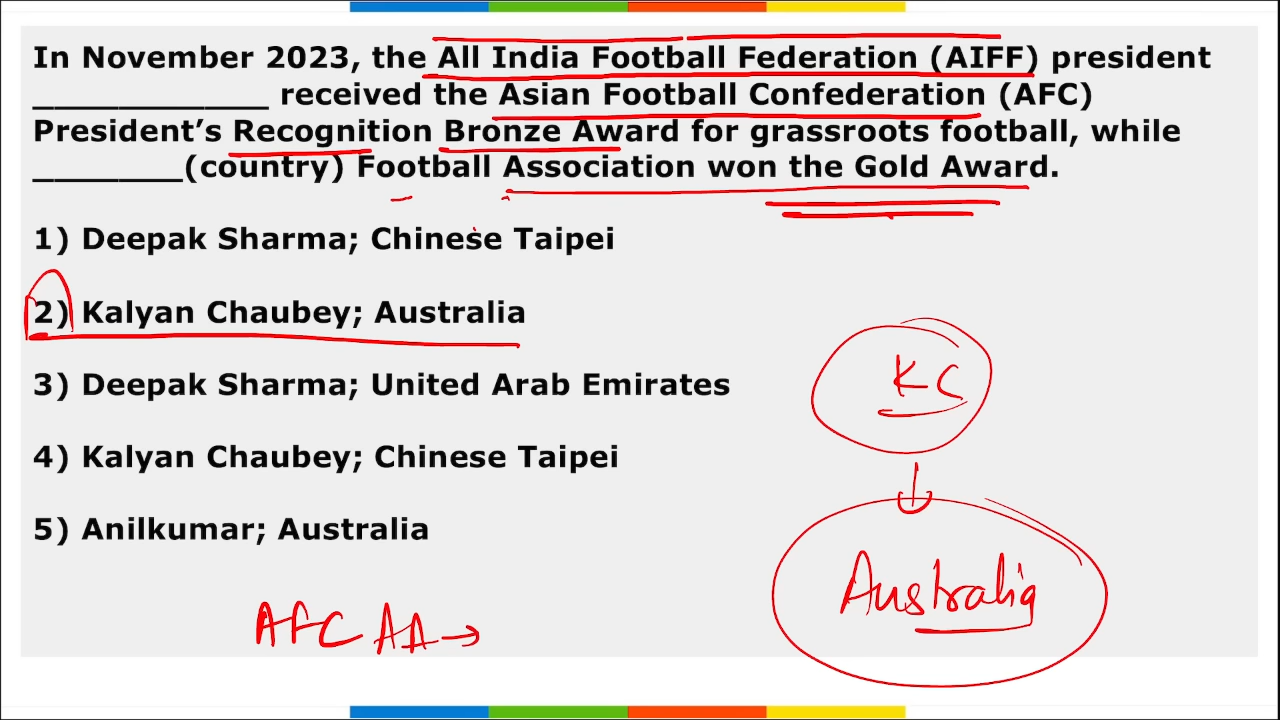 In November 2023, the All India Football Federation (AIFF) president
____________ received the Asian Football Confederation (AFC)
President’s Recognition Bronze Award for grassroots football, while
________(country) Football Association won the Gold Award.
1) Deepak Sharma; Chinese Taipei
2) Kalyan Chaubey; Australia
3) Deepak Sharma; United Arab Emirates
4) Kalyan Chaubey; Chinese Taipei
5) Anilkumar; Australia
KC
Australia
AFC AA→